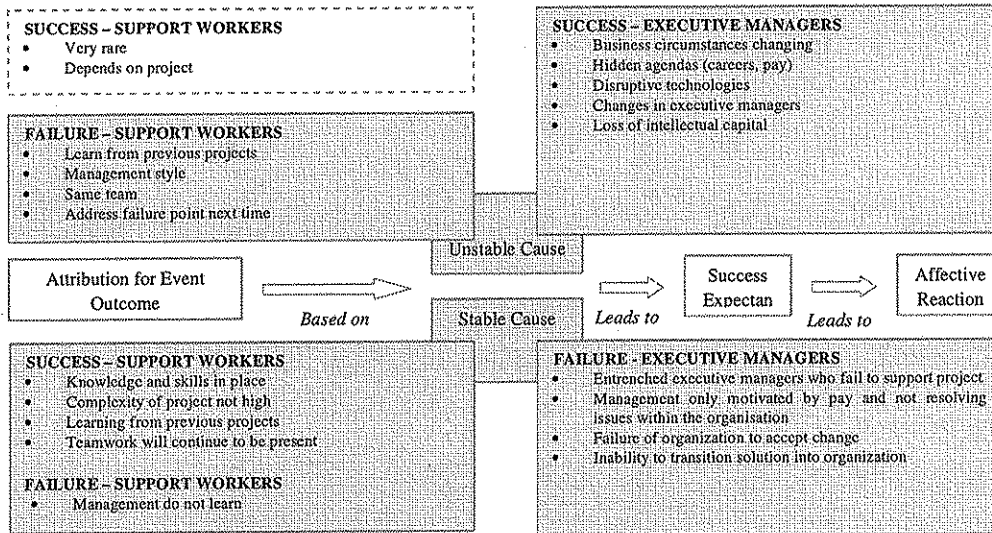 SUCCESS – SUPPORT WORKERS
• Very rare
• Depends on project
SUCCESS – EXECUTIVE MANAGERS
• Business circumstances changing
• Hidden agendas (careers, pay)
• Disruptive technologies
• Changes in executive managers
• Loss of intellectual capital
FAILURE – SUPPORT WORKERS
• Learn from previous projects
• Management style
• Same team
• Address failure point next time
Unstable Cause
Attribution for Event
Outcome
Based on
Stable Cause
Leads to
Success
Expectan
Leads to
Affective
Reaction
SUCCESS – SUPPORT WORKERS
• Knowledge and skills in place
• Complexity of project not high
• Learning from previous projects
• Teamwork will continue to be present
FAILURE – SUPPORT WORKERS
• Management do not learn
FAILURE - EXECUTIVE MANAGERS
• Entrenched executive managers who fail to support project
• Management only motivated by pay and not resolving
issues within the organisation
• Failure of organization to accept change
• Inability to transition solution into organization